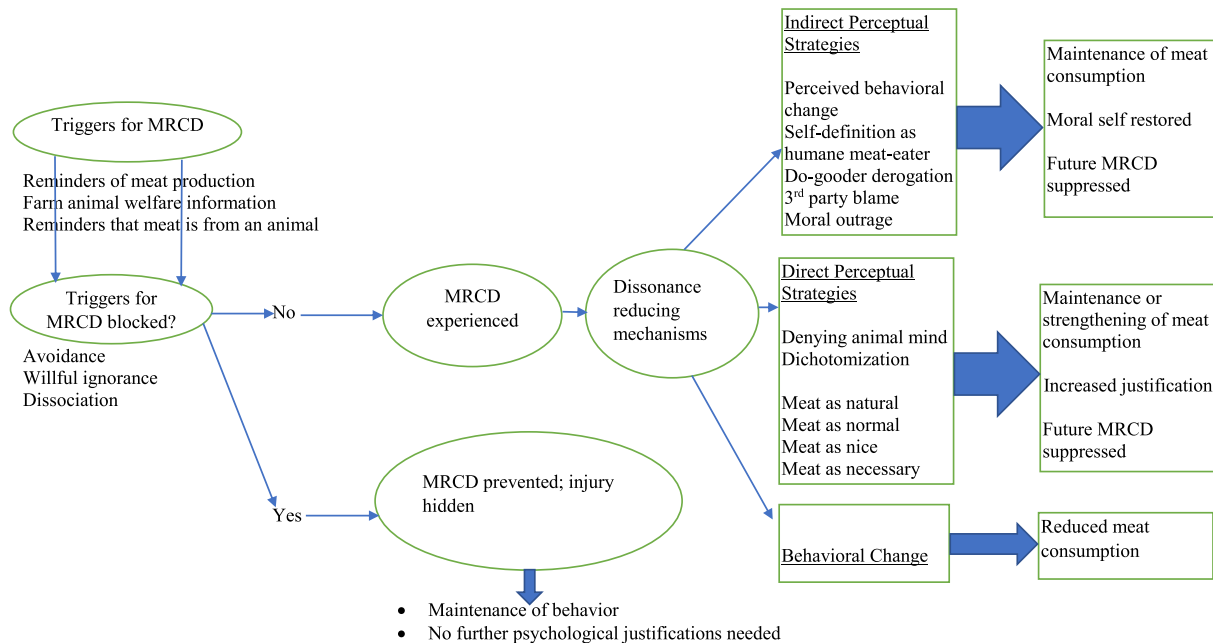 Triggers for MRCD
Reminders of meat production
Farm animal welfare information
Reminders that meat is from an animal
Triggers for
MRCD blocked?
Avoidance
Willful ignorance
Dissociation
No
Yes
MRCD
experienced
MRCD prevented; injury
hidden
• Maintenance of behavior
• No further psychological justifications needed
Dissonance
reducing
mechanisms
Indirect Perceptual
Strategies
Perceived behavioral
change
Self-definition as
humane meat-eater
Do-gooder derogation
3rd party blame
Moral outrage
Maintenance of meat
consumption
Moral self restored
Future MRCD
suppressed
Direct Perceptual
Strategies
Denying animal mind
Dichotomization
Meat as natural
Meat as normal
Meat as nice
Meat as necessary
Maintenance or
strengthening of meat
consumption
Increased justification
Future MRCD
suppressed
Behavioral Change
Reduced meat
consumption